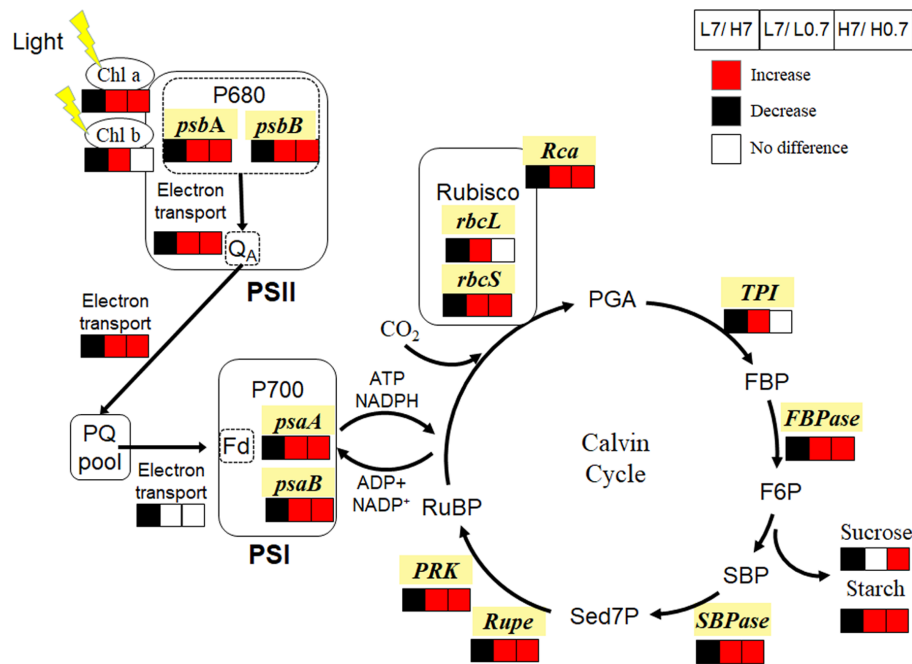 L7/ H7 L7/ L0.7 H7/ H0.7
Increase
Decrease
No difference
Light
Chl a
Chl b
P680
psbA psbB
Electron
transport
QA
PSII
Electron
transport
PQ
pool
Electron
transport
P700
Fd
psaA
psaB
PSI
ATP
NADPH
ADP+
NADP⁺
CO₂
Rca
Rubisco
rbcL
rbcS
PGA
TPI
FBP
FBPase
F6P
Calvin
Cycle
Sucrose
Starch
SBP
SBPase
Sed7P
Rupe
PRK
RuBP